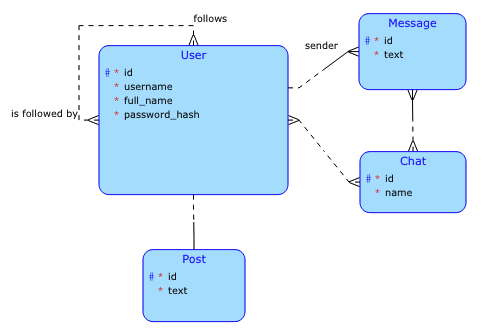 follows
is followed by
sender
User
# * id
* username
* full_name
* password_hash
Message
# * id
* text
Chat
# * id
* name
Post
# * id
* text